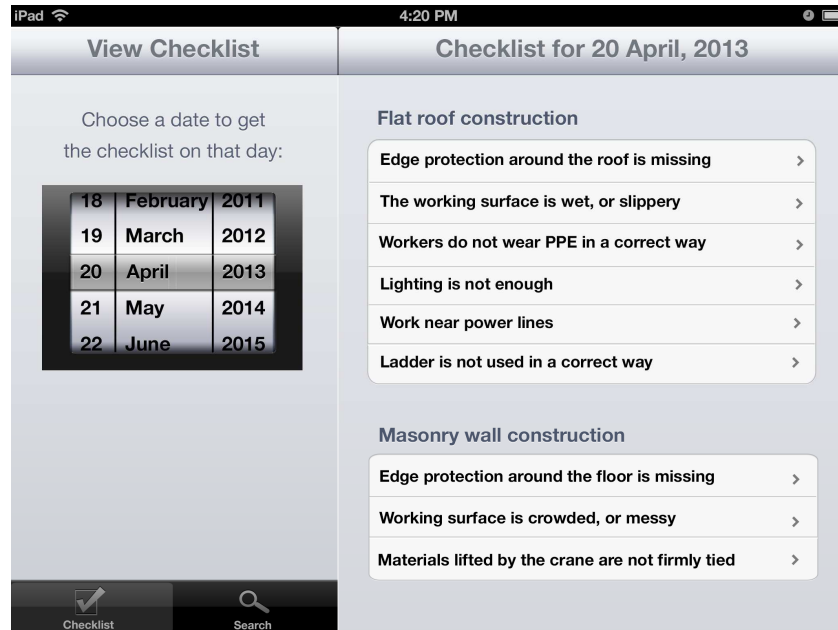 iPad 4:20 PM
View Checklist
Choose a date to get
the checklist on that day:
18 February 2011
19 March 2012
20 April 2013
21 May 2014
22 June 2015
Checklist Search
Checklist for 20 April, 2013
Flat roof construction
Edge protection around the roof is missing
The working surface is wet, or slippery
Workers do not wear PPE in a correct way
Lighting is not enough
Work near power lines
Ladder is not used in a correct way
Masonry wall construction
Edge protection around the floor is missing
Working surface is crowded, or messy
Materials lifted by the crane are not firmly tied